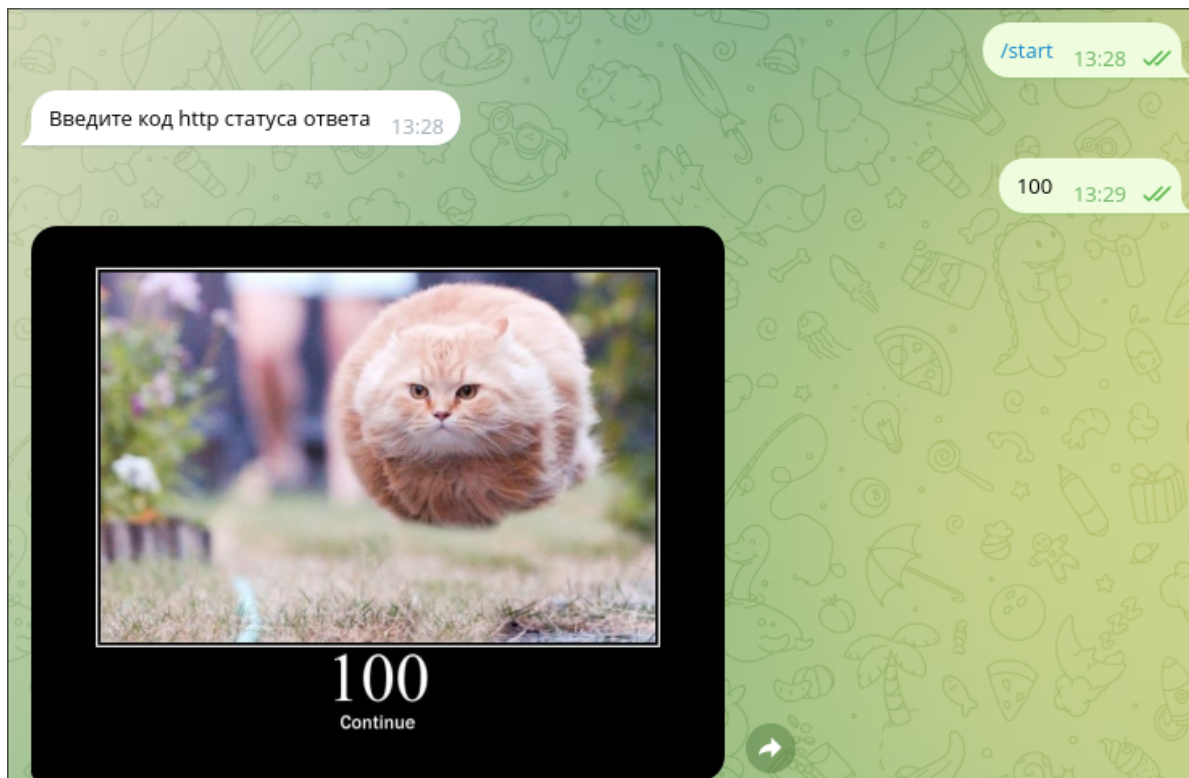 /start 13:28
Введите код http статуса ответа 13:28
100 13:29
100
Continue